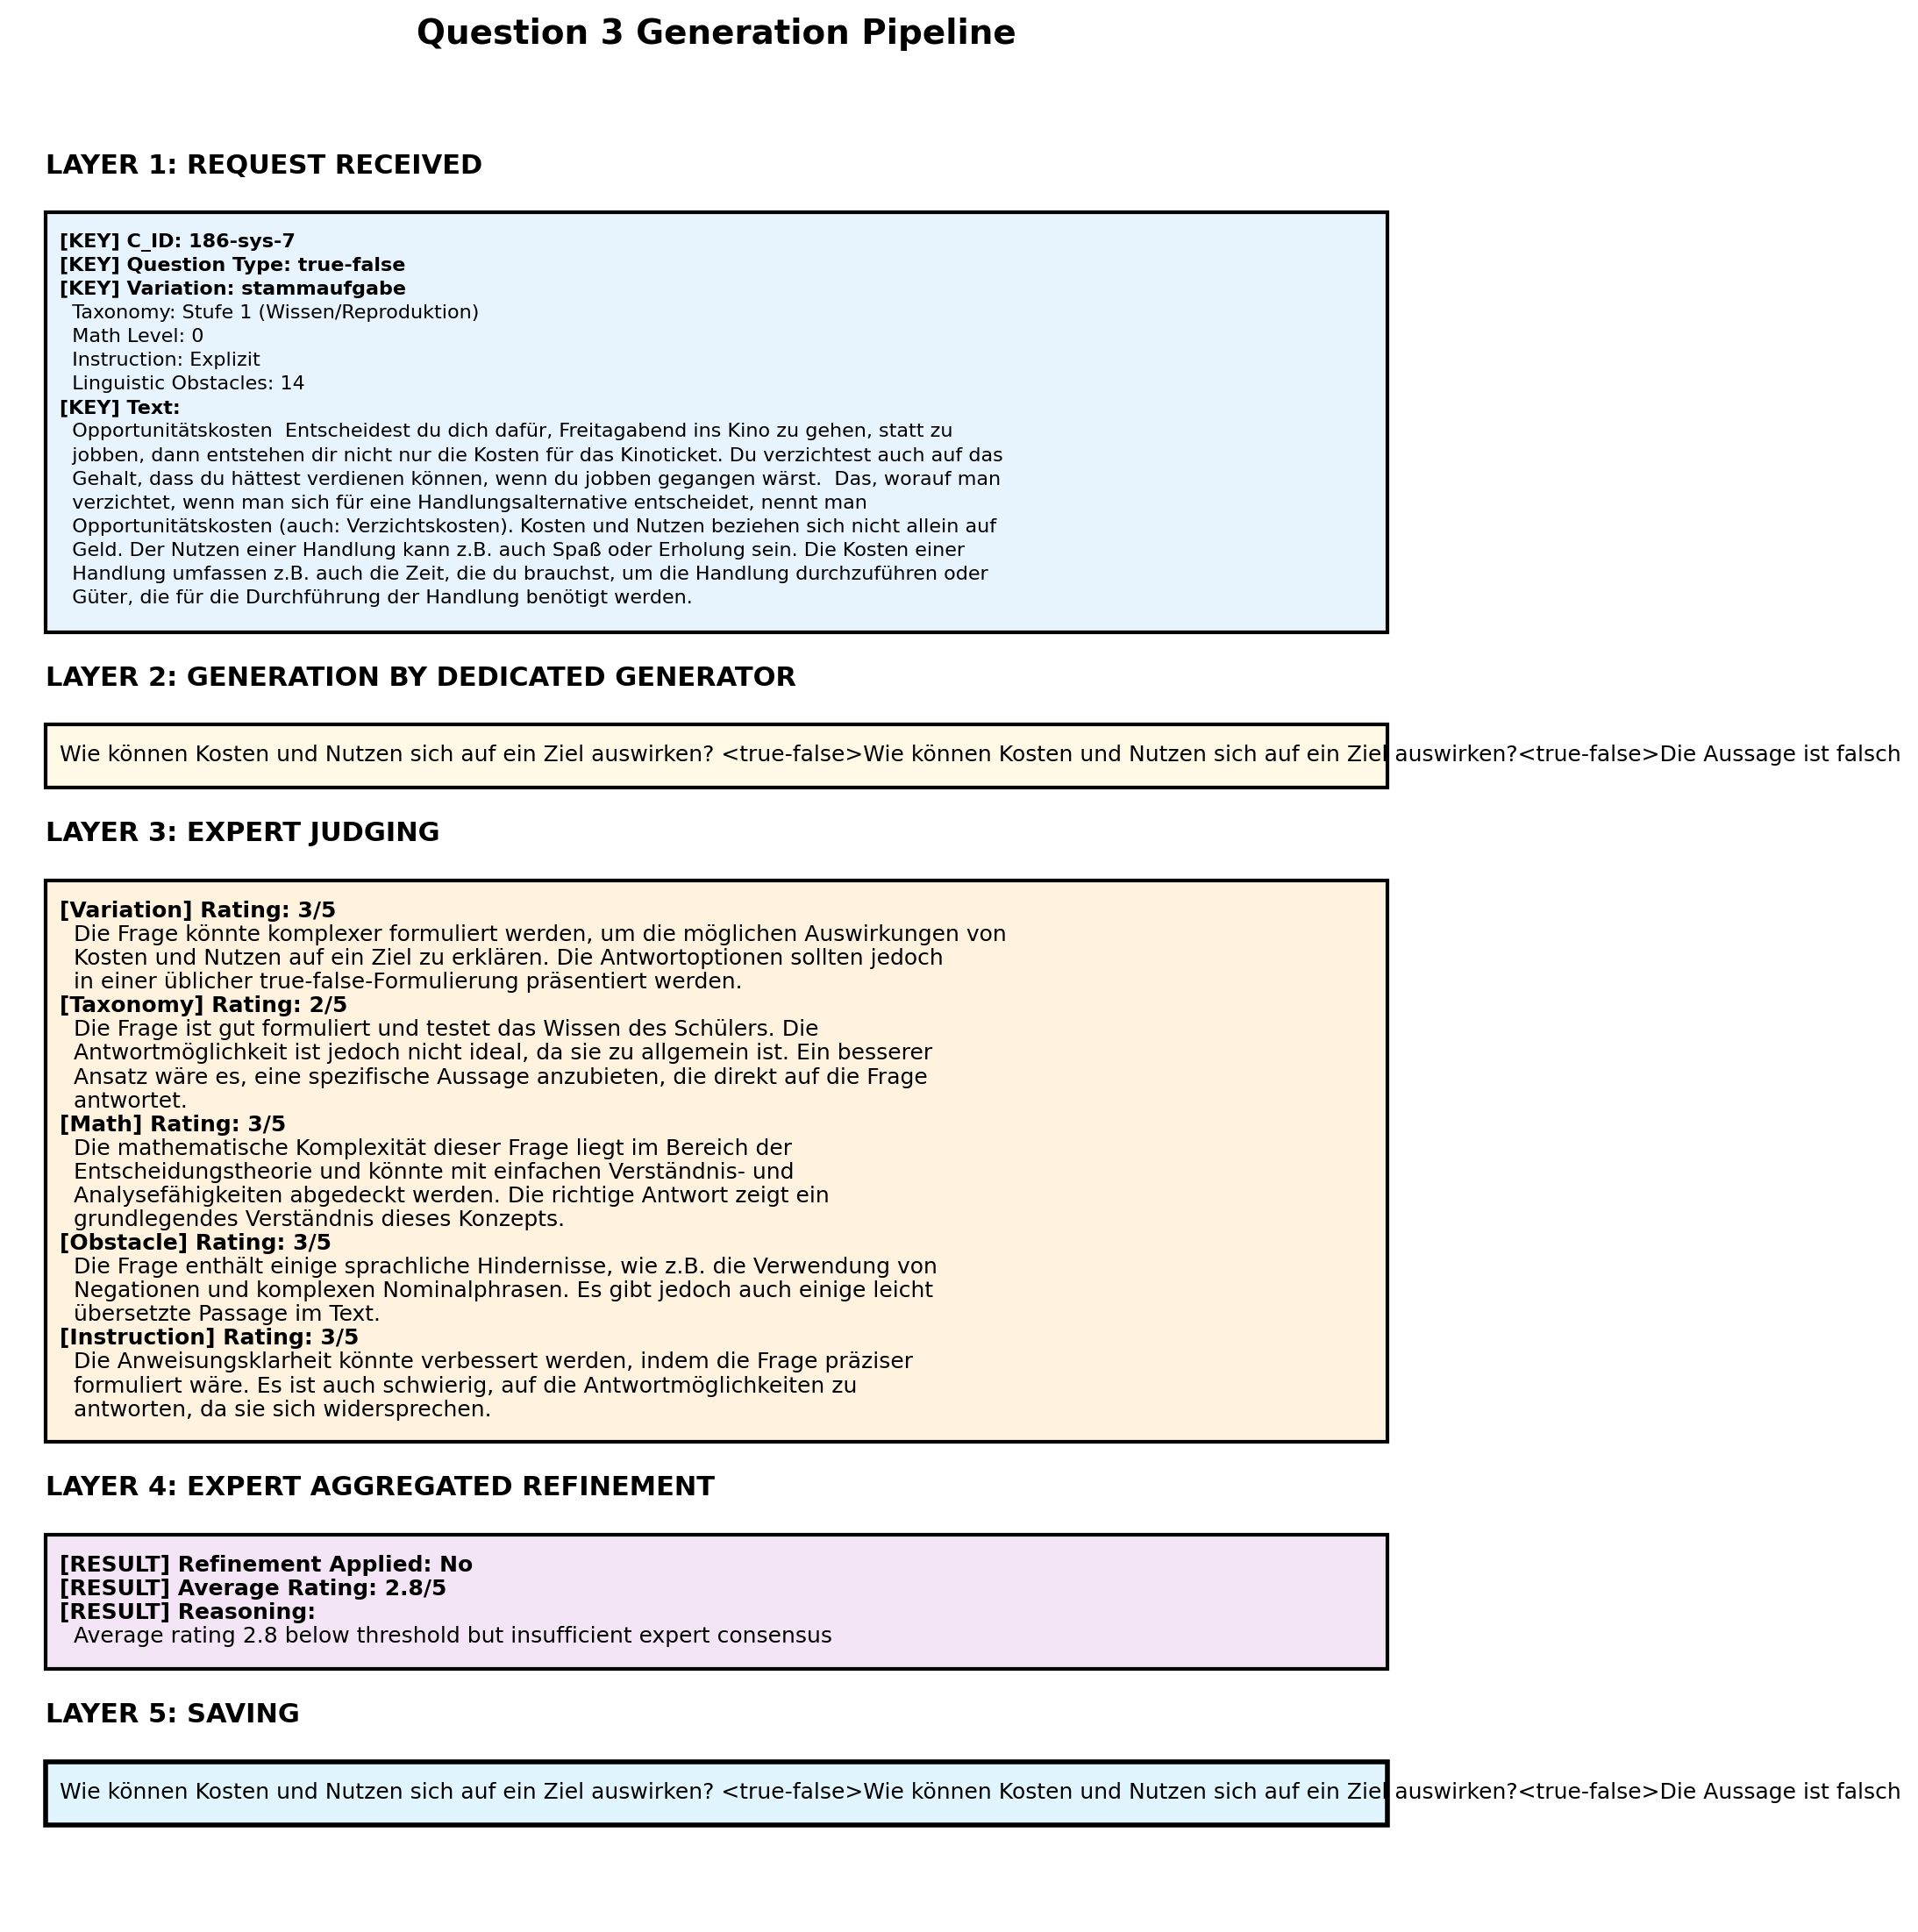 Question 3 Generation Pipeline
LAYER 1: REQUEST RECEIVED
[KEY] C_ID: 186-sys-7
[KEY] Question Type: true-false
[KEY] Variation: stammaufgabe
Taxonomy: Stufe 1 (Wissen/Reproduktion)
Math Level: 0
Instruction: Explizit
Linguistic Obstacles: 14
[KEY] Text:
Opportunitätskosten  Entscheidest du dich dafür, Freitagabend ins Kino zu gehen, statt zu
jobben, dann entstehen dir nicht nur die Kosten für das Kinoticket. Du verzichtest auch auf das
Gehalt, dass du hättest verdienen können, wenn du jobben gegangen wärst.  Das, worauf man
verzichtet, wenn man sich für eine Handlungsalternative entscheidet, nennt man
Opportunitätskosten (auch: Verzichtskosten). Kosten und Nutzen beziehen sich nicht allein auf
Geld. Der Nutzen einer Handlung kann z.B. auch Spaß oder Erholung sein. Die Kosten einer
Handlung umfassen z.B. auch die Zeit, die du brauchst, um die Handlung durchzuführen oder
Güter, die für die Durchführung der Handlung benötigt werden.
LAYER 2: GENERATION BY DEDICATED GENERATOR
Wie können Kosten und Nutzen sich auf ein Ziel auswirken? <true-false>Wie können Kosten und Nutzen sich auf ein Ziel auswirken?<true-false>Die Aussage ist falsch
LAYER 3: EXPERT JUDGING
[Variation] Rating: 3/5
Die Frage könnte komplexer formuliert werden, um die möglichen Auswirkungen von
Kosten und Nutzen auf ein Ziel zu erklären. Die Antwortoptionen sollten jedoch
in einer üblicher true-false-Formulierung präsentiert werden.
[Taxonomy] Rating: 2/5
Die Frage ist gut formuliert und testet das Wissen des Schülers. Die
Antwortmöglichkeit ist jedoch nicht ideal, da sie zu allgemein ist. Ein besserer
Ansatz wäre es, eine spezifische Aussage anzubieten, die direkt auf die Frage
antwortet.
[Math] Rating: 3/5
Die mathematische Komplexität dieser Frage liegt im Bereich der
Entscheidungstheorie und könnte mit einfachen Verständnis- und
Analysefähigkeiten abgedeckt werden. Die richtige Antwort zeigt ein
grundlegendes Verständnis dieses Konzepts.
[Obstacle] Rating: 3/5
Die Frage enthält einige sprachliche Hindernisse, wie z.B. die Verwendung von
Negationen und komplexen Nominalphrasen. Es gibt jedoch auch einige leicht
übersetzte Passage im Text.
[Instruction] Rating: 3/5
Die Anweisungsklarheit könnte verbessert werden, indem die Frage präziser
formuliert wäre. Es ist auch schwierig, auf die Antwortmöglichkeiten zu
antworten, da sie sich widersprechen.
LAYER 4: EXPERT AGGREGATED REFINEMENT
[RESULT] Refinement Applied: No
[RESULT] Average Rating: 2.8/5
[RESULT] Reasoning:
Average rating 2.8 below threshold but insufficient expert consensus
LAYER 5: SAVING
Wie können Kosten und Nutzen sich auf ein Ziel auswirken? <true-false>Wie können Kosten und Nutzen sich auf ein Ziel auswirken?<true-false>Die Aussage ist falsch